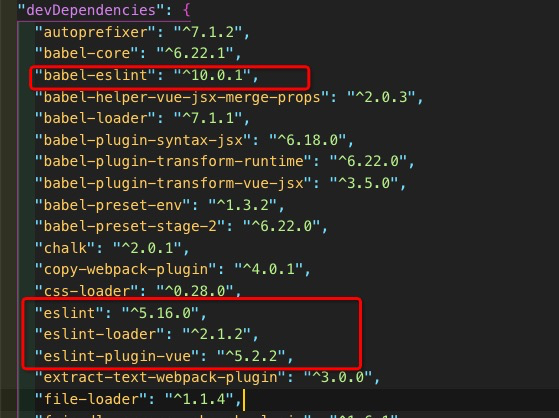 "devDependencies": {
"autoprefixer": "^7.1.2",
"babel-core": "^6.22.1",
"babel-eslint": "^10.0.1",
"babel-helper-vue-jsx-merge-props": "^2.0.3",
"babel-loader": "^7.1.1",
"babel-plugin-syntax-jsx": "^6.18.0",
"babel-plugin-transform-runtime": "^6.22.0",
"babel-plugin-transform-vue-jsx": "^3.5.0",
"babel-preset-env": "^1.3.2",
"babel-preset-stage-2": "^6.22.0",
"chalk": "^2.0.1",
"copy-webpack-plugin": "^4.0.1",
"css-loader": "^0.28.0",
"eslint": "^5.16.0",
"eslint-loader": "^2.1.2",
"eslint-plugin-vue": "^5.2.2",
"extract-text-webpack-plugin": "^3.0.0",
"file-loader": "^1.1.4",